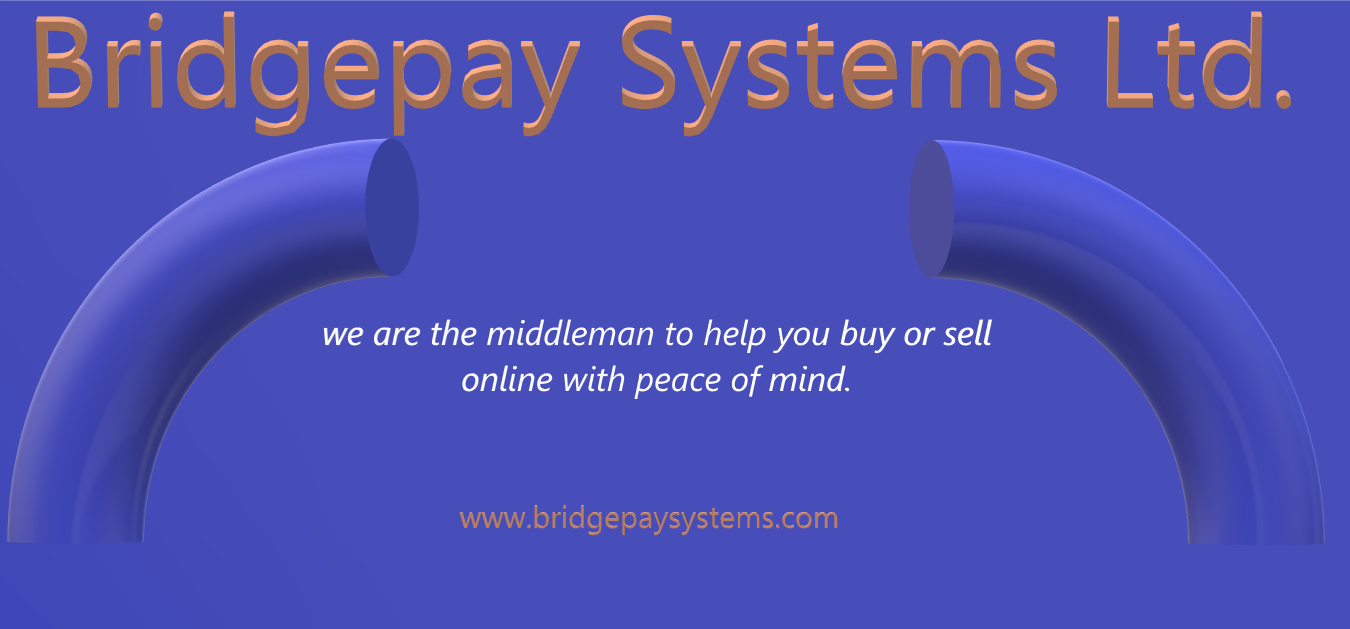 Bridgepay Systems Ltd.
we are the middleman to help you buy or sell
online with peace of mind.
www.bridgepaysystems.com